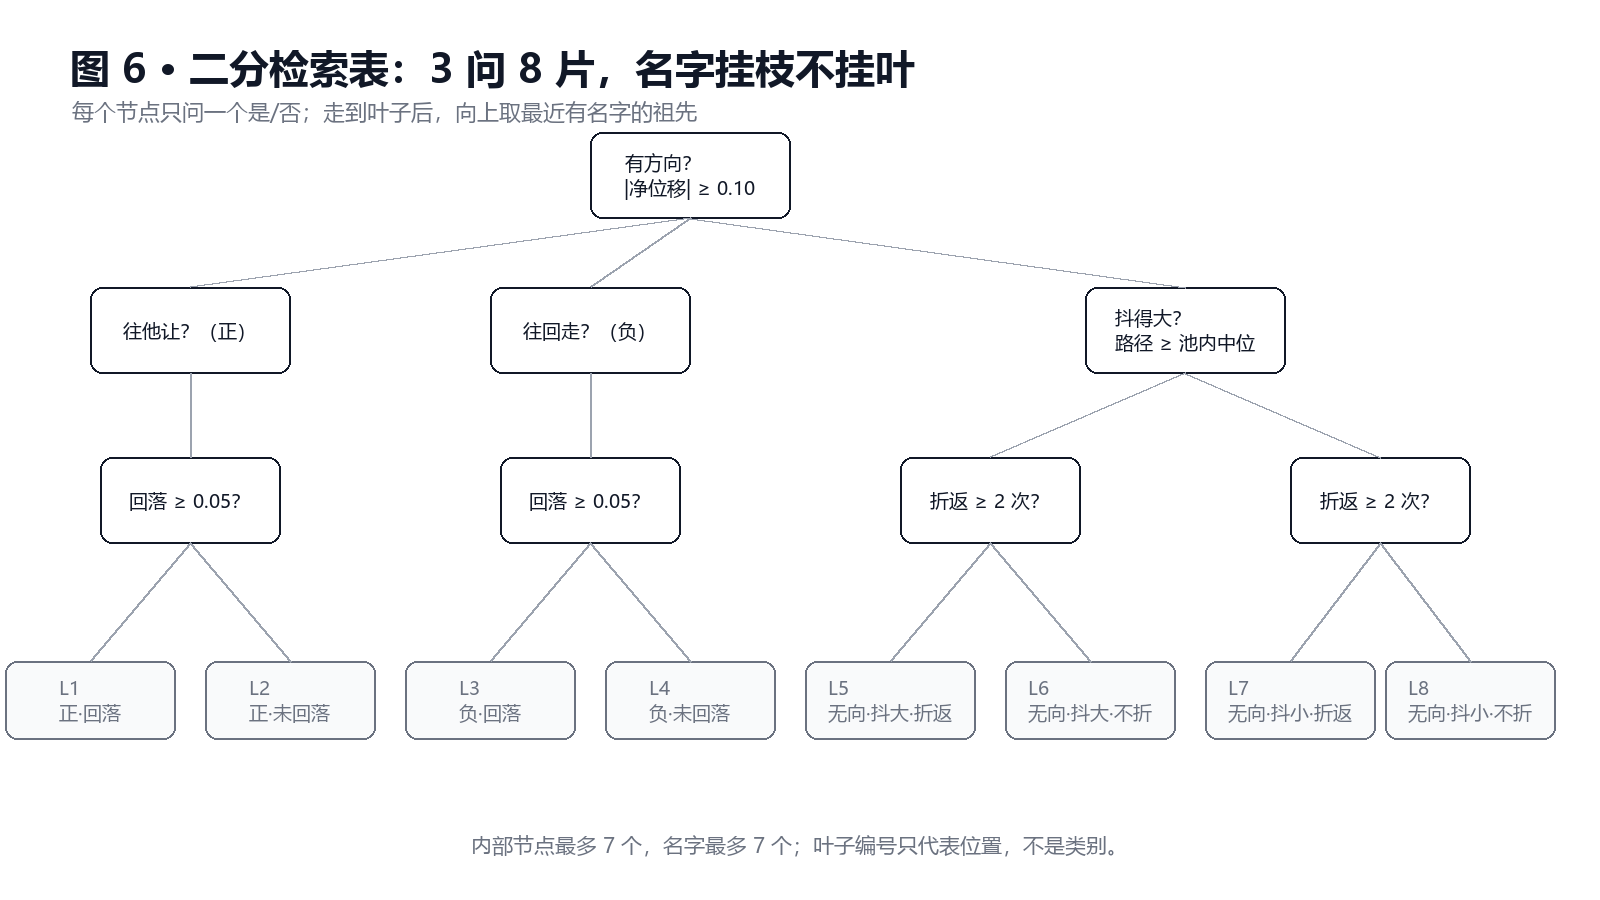 图 6 • 二分检索表：3 问 8 片，名字挂枝不挂叶
每个节点只问一个是/否；走到叶子后，向上取最近有名字的祖先
有方向？
|净位移| ≥ 0.10
往他让？（正）
往回走？（负）
抖得大？
路径 ≥ 池内中位
回落 ≥ 0.05?
回落 ≥ 0.05?
折返 ≥ 2 次？
折返 ≥ 2 次？
L1
正·回落
L2
正·未回落
L3
负·回落
L4
负·未回落
L5
无向·抖大·折返
L6
无向·抖大·不折
L7
无向·抖小·折返
L8
无向·抖小·不折
内部节点最多 7 个，名字最多 7 个；叶子编号只代表位置，不是类别。